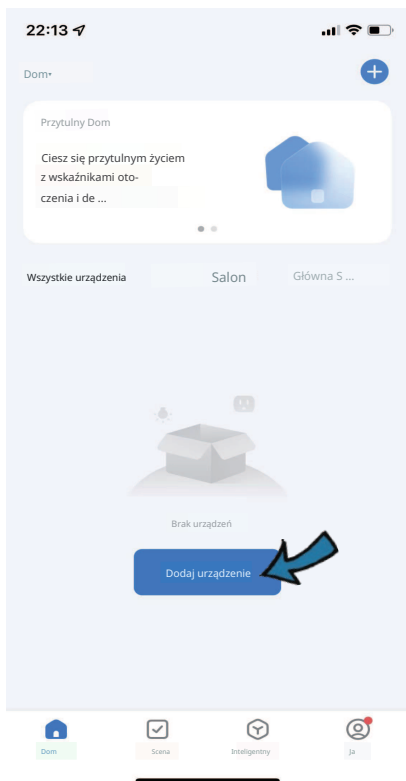 22:13
Dom
Przytulny Dom
Ciesz się przytulnym życiem
z wskaźnikami oto-
czenia i de ...
Wszystkie urządzenia Salon Główna S ...
Brak urządzeń
Dodaj urządzenie
Dom Scena Inteligentny Ja